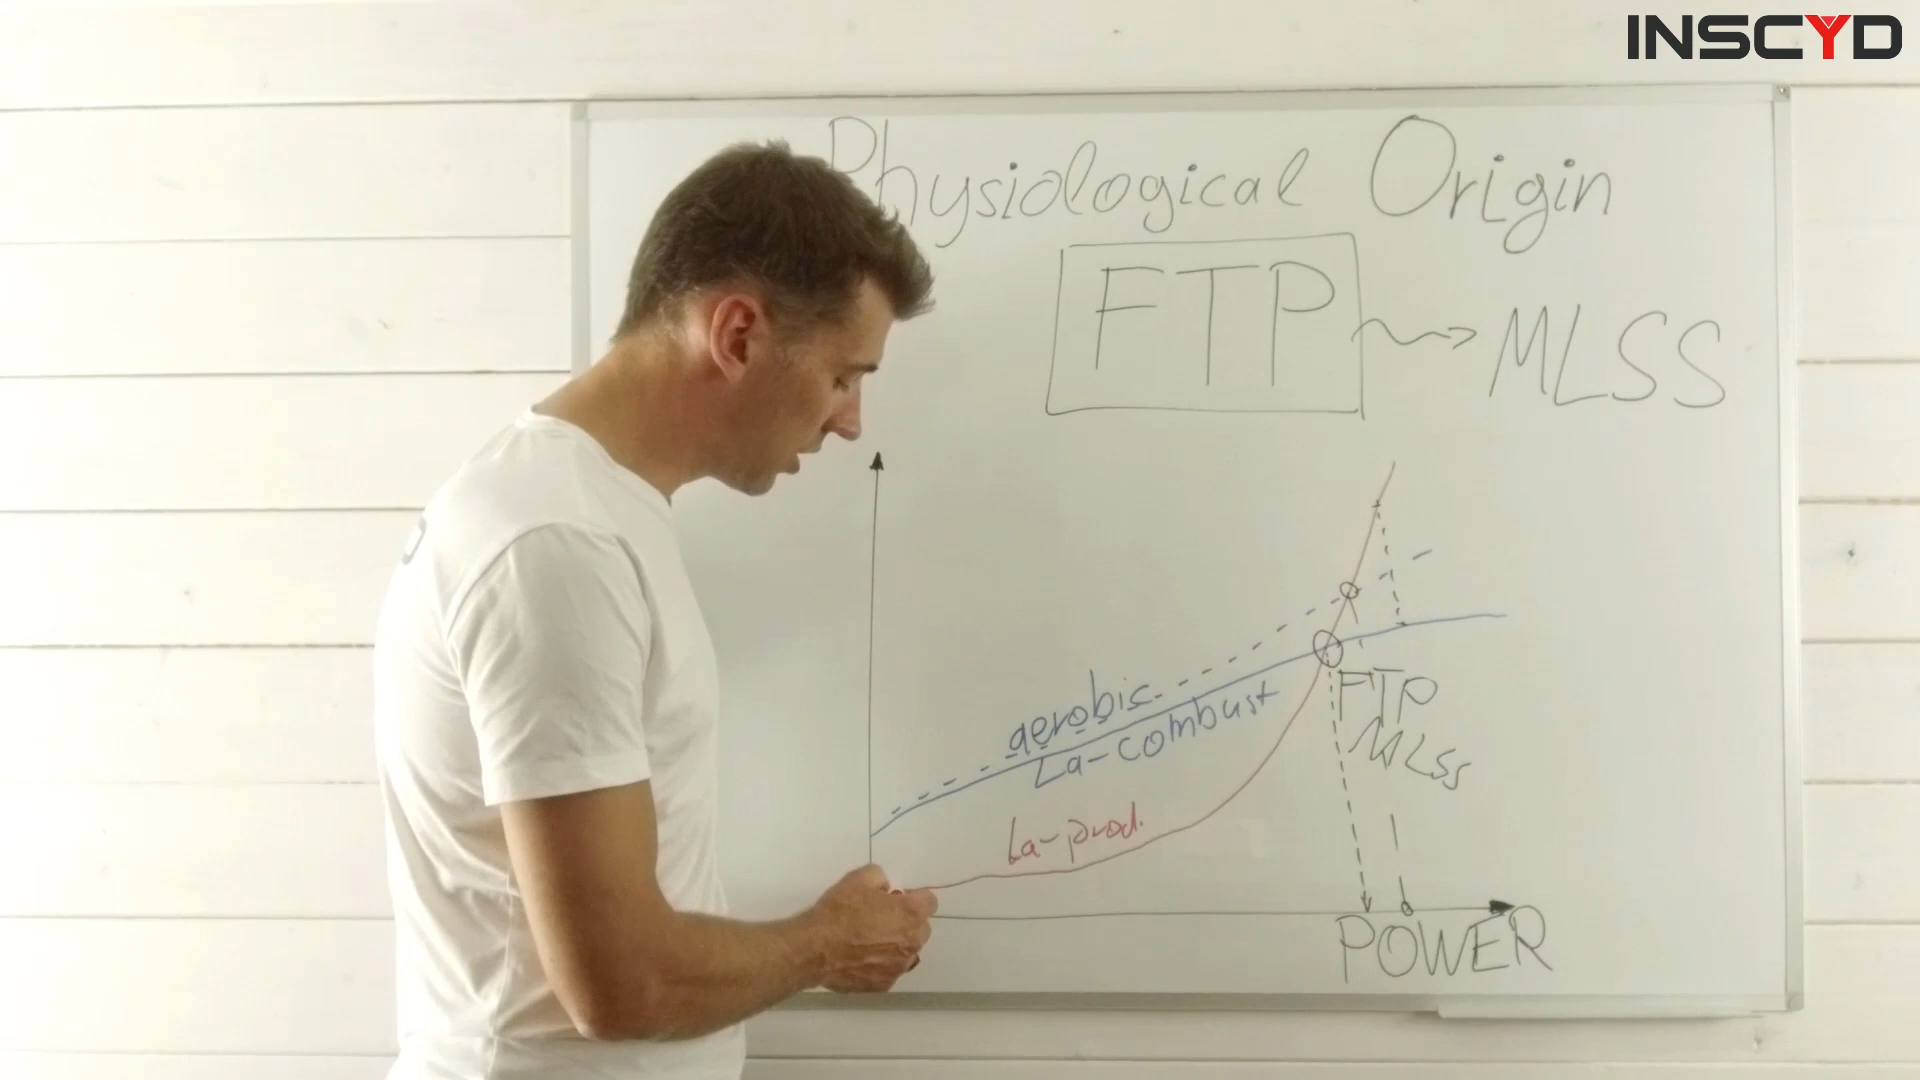 INSCYD
Physiological Origin
FTP MLSS
aerobic
La-combust
FTP
MLSS
La-prod.
POWER